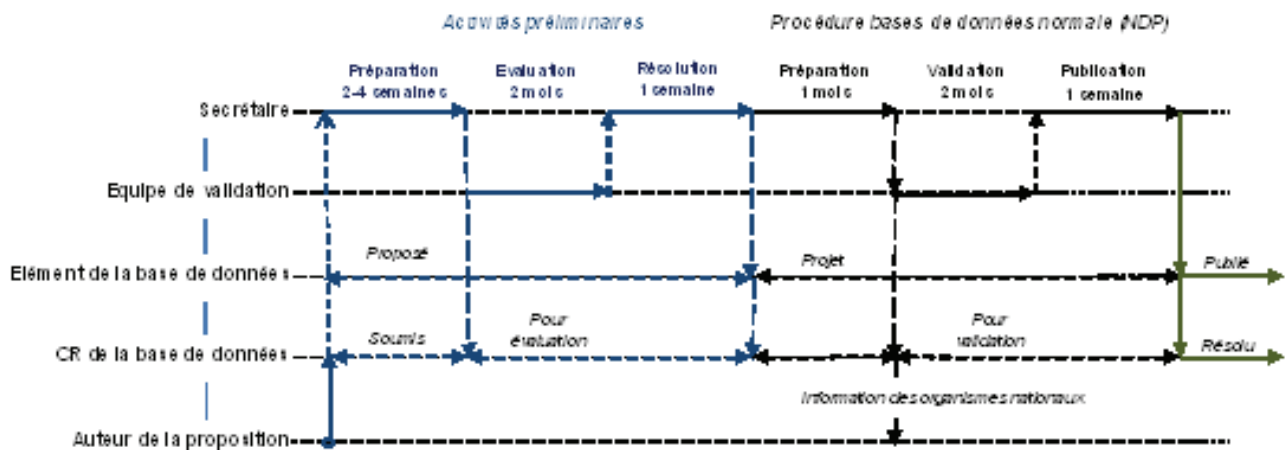 Activités préliminaires
Procédure bases de données normale (NDP)
Préparation
2-4 semaines
Evaluation
2 mois
Résolution
1 semaine
Préparation
1 mois
Validation
2 mois
Publication
1 semaine
Secrétaire
Equipe de validation
Elément de la base de données
Proposé
Projet
Publié
CR de la base de données
Soumis
Pour
évaluation
Pour
validation
Résolu
Information des organismes nationaux
Auteur de la proposition